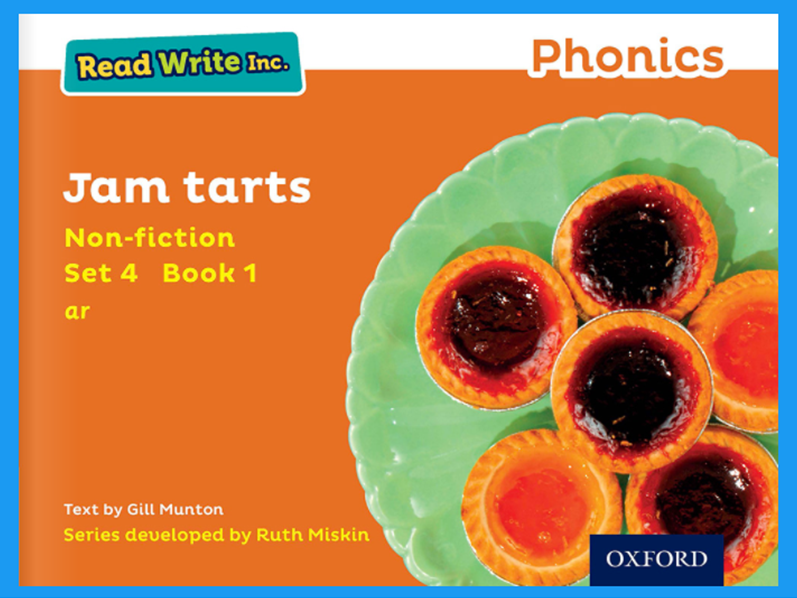 Read Write Inc.
Phonics
Jam tarts
Non-fiction
Set 4 Book 1
ar
Text by Gill Munton
Series developed by Ruth Miskin
OXFORD